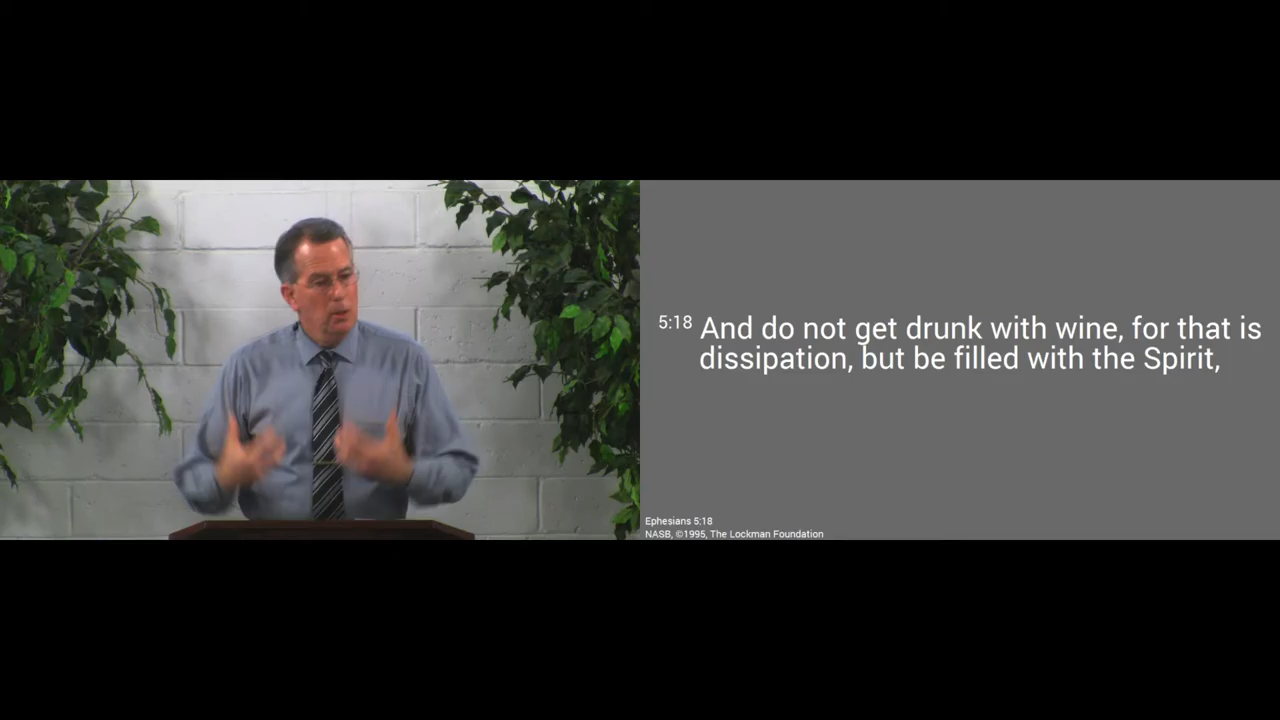 5:18 And do not get drunk with wine, for that is
dissipation, but be filled with the Spirit,
Ephesians 5:18
NASB, ©1995, The Lockman Foundation